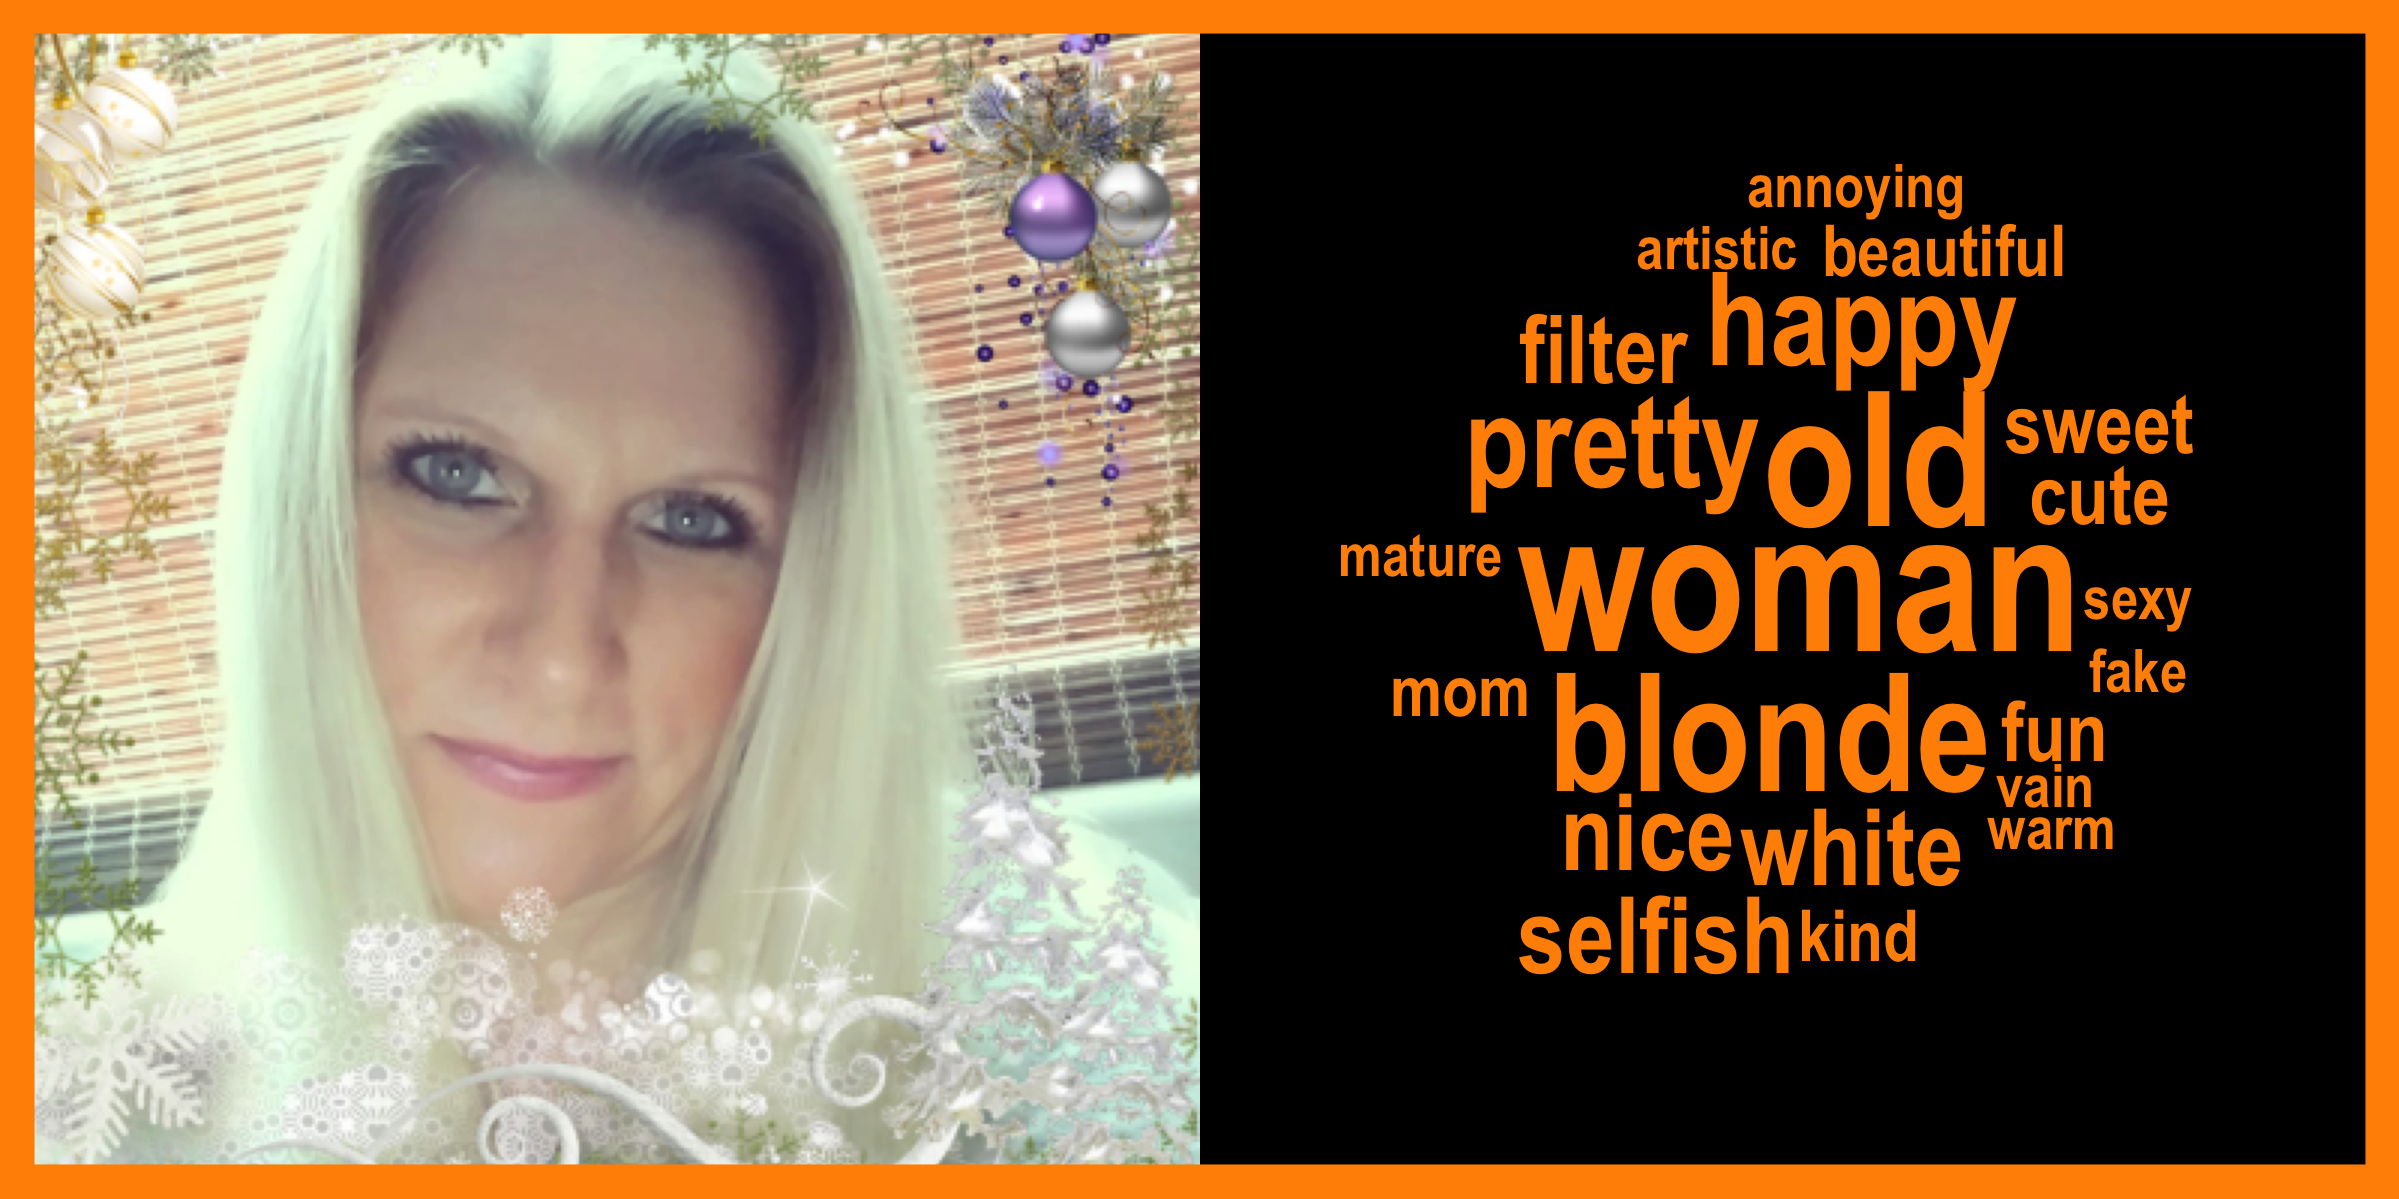 annoying
artistic beautiful
filter happy
pretty old sweet
cute
mature woman sexy
fake
mom blonde fun
vain
nice white warm
selfish kind